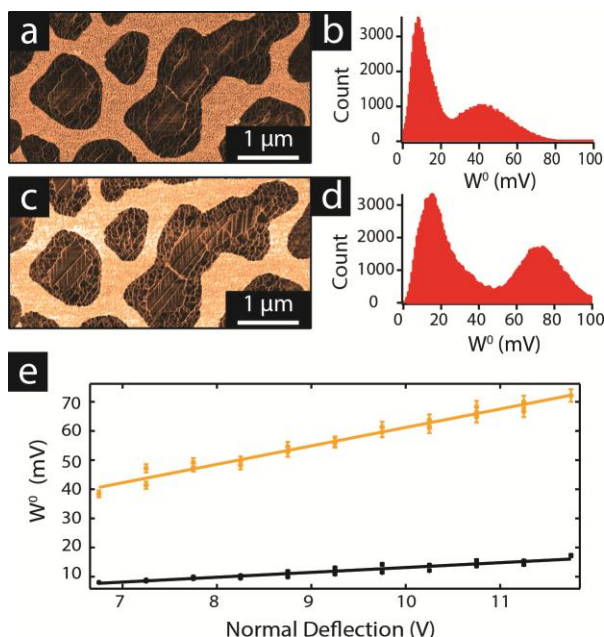 a
1 µm
b
3000
2000
1000
0
Count
0 20 40 60 80 100
W⁰ (mV)
c
1 µm
d
3000
2000
1000
0
Count
0 20 40 60 80 100
W⁰ (mV)
e
70
60
50
40
30
20
10
W⁰ (mV)
7 8 9 10 11
Normal Deflection (V)